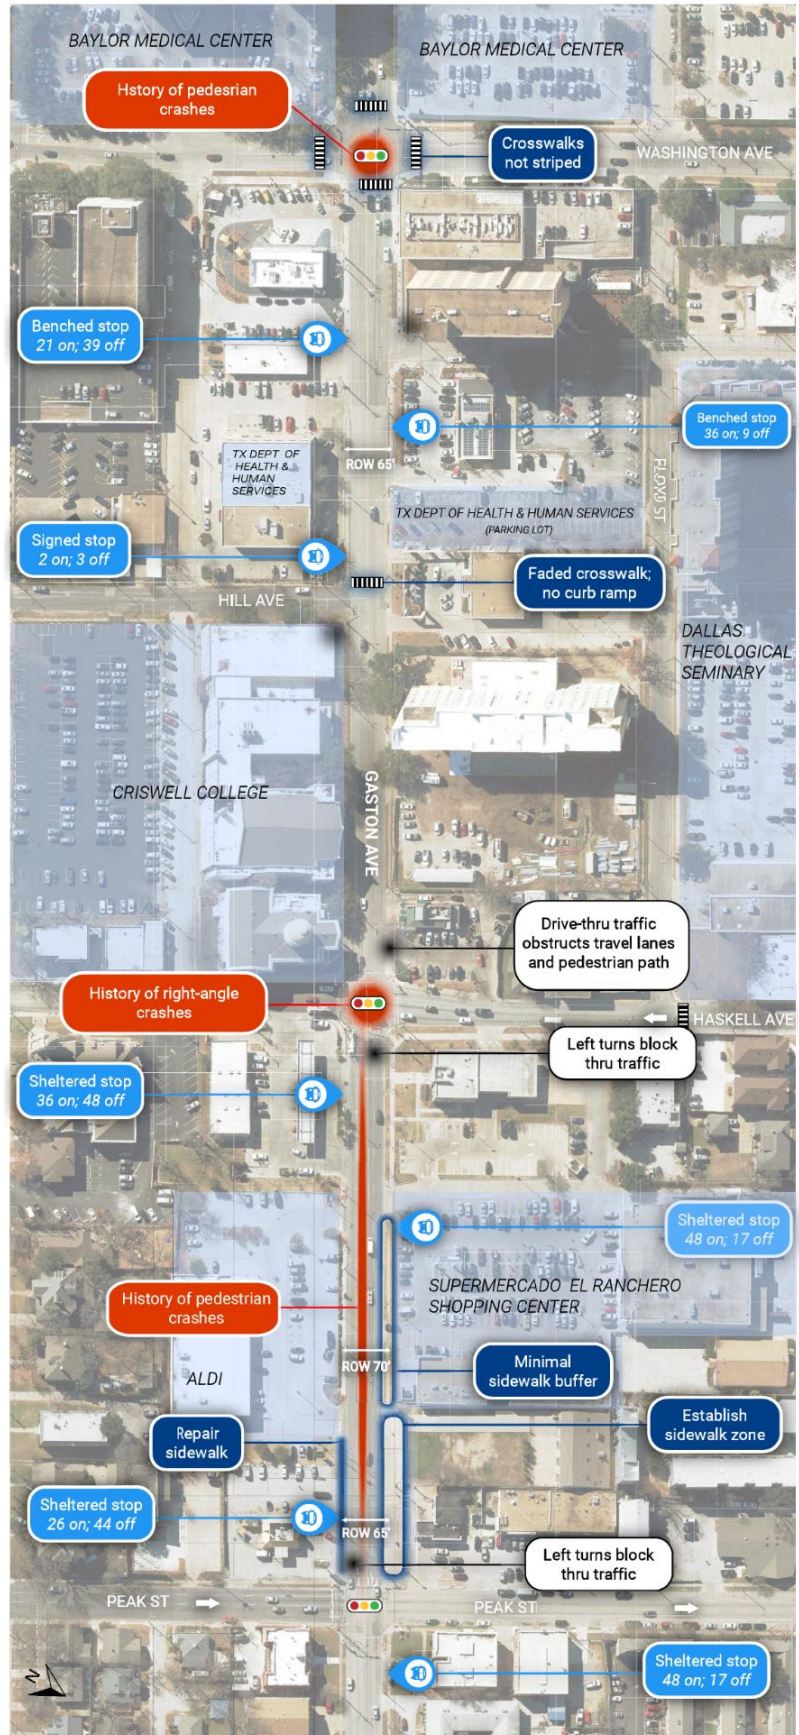 BAYLOR MEDICAL CENTER
BAYLOR MEDICAL CENTER
Hstory of pedesrian
crashes
Crosswalks
not striped
WASHINGTON AVE
Benched stop
21 on; 39 off
Benched stop
36 on; 9 off
ROW 65'
TX DEPT OF
HEALTH &
HUMAN
SERVICES
FLOYD ST
TX DEPT OF HEALTH & HUMAN SERVICES
(PARKING LOT)
Signed stop
2 on; 3 off
Faded crosswalk;
no curb ramp
HILL AVE
DALLAS
THEOLOGICAL
SEMINARY
CRISWELL COLLEGE
GASTON AVE
Drive-thru traffic
obstructs travel lanes
and pedestrian path
History of right-angle
crashes
HASKELL AVE
Left turns block
thru traffic
Sheltered stop
36 on; 48 off
Sheltered stop
48 on; 17 off
SUPERMERCADO EL RANCHERO
SHOPPING CENTER
History of pedestrian
crashes
ROW 70'
Minimal
sidewalk buffer
ALDI
Establish
sidewalk zone
Repair
sidewalk
Sheltered stop
26 on; 44 off
ROW 65'
Left turns block
thru traffic
PEAK ST
PEAK ST
Sheltered stop
48 on; 17 off
N